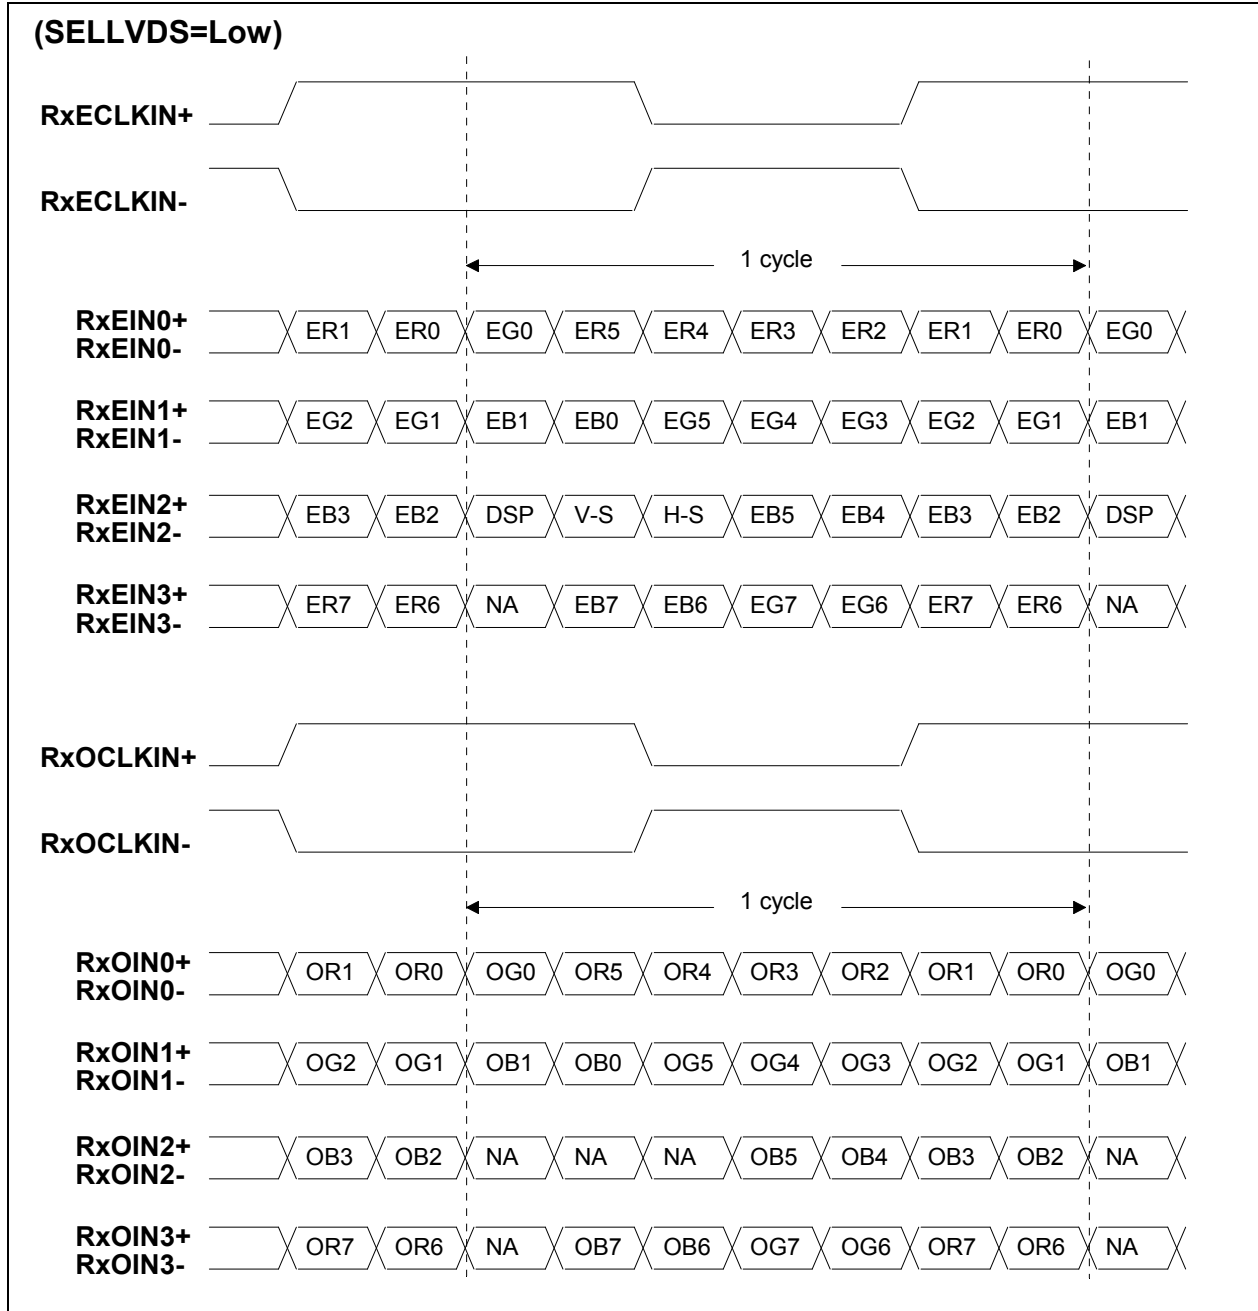 (SELLVDS=Low)
RxECLKIN+
RxECLKIN-
1 cycle
RxEIN0+
RxEIN0-
ER1 ER0 EG0 ER5 ER4 ER3 ER2 ER1 ER0 EG0
RxEIN1+
RxEIN1-
EG2 EG1 EB1 EB0 EG5 EG4 EG3 EG2 EG1 EB1
RxEIN2+
RxEIN2-
EB3 EB2 DSP V-S H-S EB5 EB4 EB3 EB2 DSP
RxEIN3+
RxEIN3-
ER7 ER6 NA EB7 EB6 EG7 EG6 ER7 ER6 NA
RxOCLKIN+
RxOCLKIN-
1 cycle
RxOIN0+
RxOIN0-
OR1 OR0 OG0 OR5 OR4 OR3 OR2 OR1 OR0 OG0
RxOIN1+
RxOIN1-
OG2 OG1 OB1 OB0 OG5 OG4 OG3 OG2 OG1 OB1
RxOIN2+
RxOIN2-
OB3 OB2 NA NA NA OB5 OB4 OB3 OB2 NA
RxOIN3+
RxOIN3-
OR7 OR6 NA OB7 OB6 OG7 OG6 OR7 OR6 NA